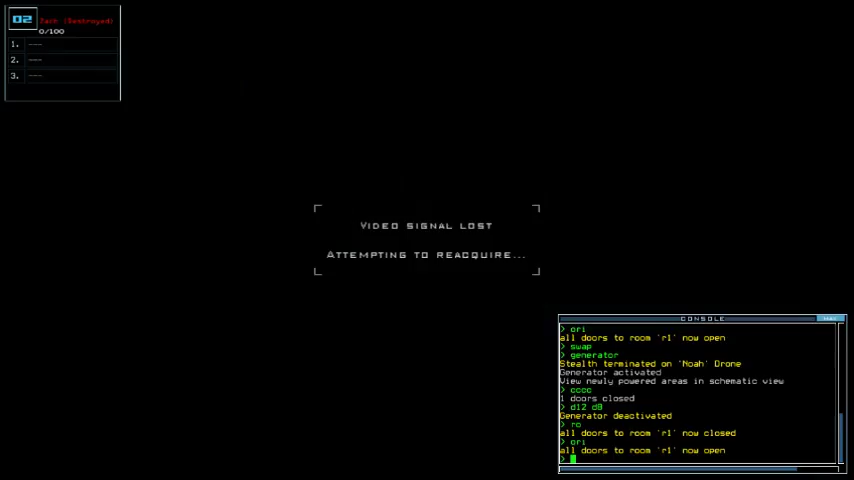 02 Zach (Destroyed)
0/100
1. ---
2. ---
3. ---
VIDEO SIGNAL LOST
ATTEMPTING TO REACQUIRE...
CONSOLE
> ori
all doors to room 'r1' now open
> swap
> generator
Stealth terminated on 'Noah' Drone
Generator activated
View newly powered areas in schematic view
> cccc
1 doors closed
> d12 d8
Generator deactivated
> rc
all doors to room 'r1' now closed
> ori
all doors to room 'r1' now open
>